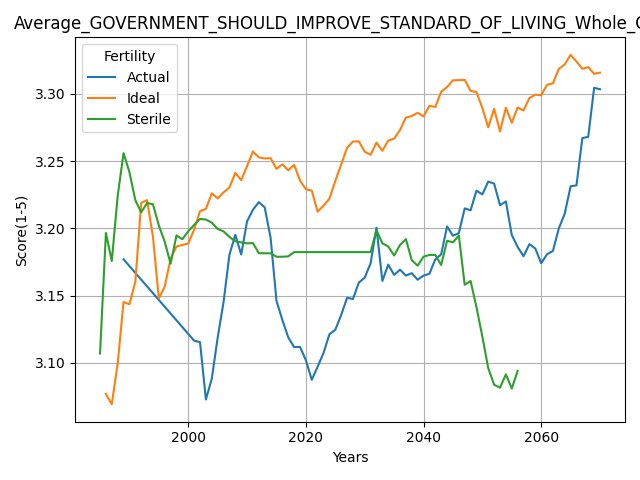 Average_GOVERNMENT_SHOULD_IMPROVE_STANDARD_OF_LIVING_Whole_
Fertility
Actual
Ideal
Sterile
3.30
3.25
3.20
3.15
3.10
Score(1-5)
2000 2020 2040 2060
Years